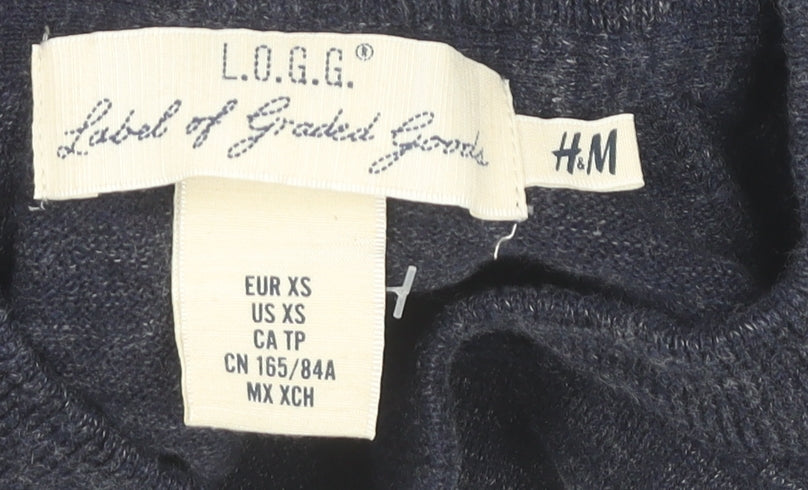 L.O.G.G.®
Label of Graded Goods
H&M
EUR XS
US XS
CA TP
CN 165/84A
MX XCH